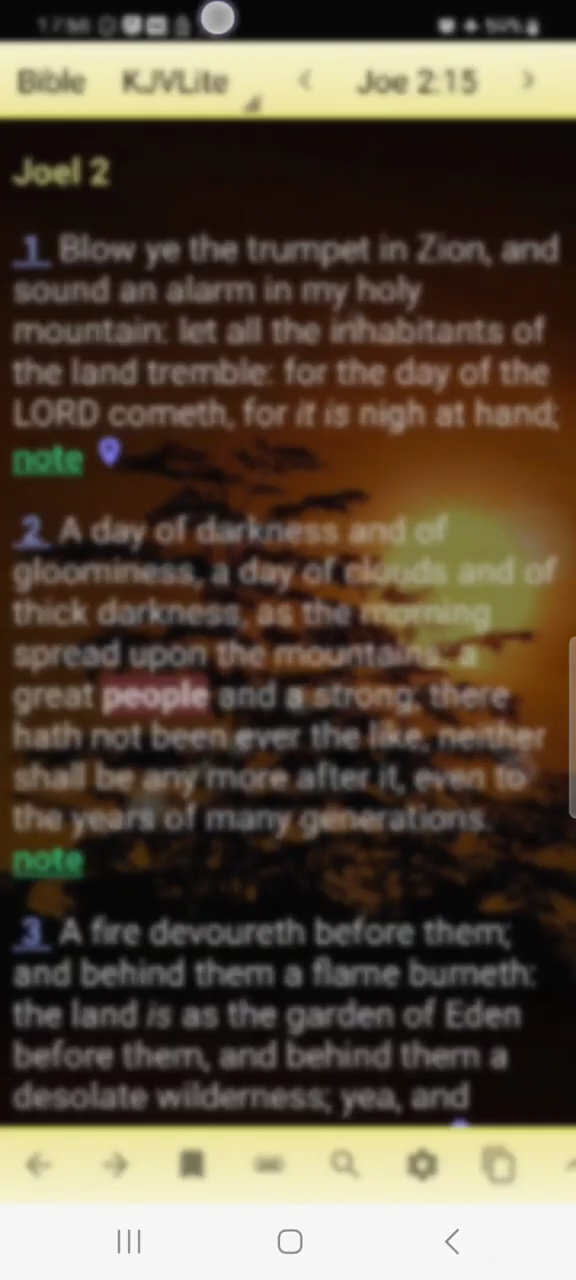 Bible KJVLite < Joe 2:15 >
Joel 2
1 Blow ye the trumpet in Zion, and
sound an alarm in my holy
mountain: let all the inhabitants of
the land tremble: for the day of the
LORD cometh, for it is nigh at hand;
note
2 A day of darkness and of
gloominess, a day of clouds and of
thick darkness, as the morning
spread upon the mountains: a
great people and a strong; there
hath not been ever the like, neither
shall be any more after it, even to
the years of many generations.
note
3 A fire devoureth before them;
and behind them a flame burneth:
the land is as the garden of Eden
before them, and behind them a
desolate wilderness; yea, and